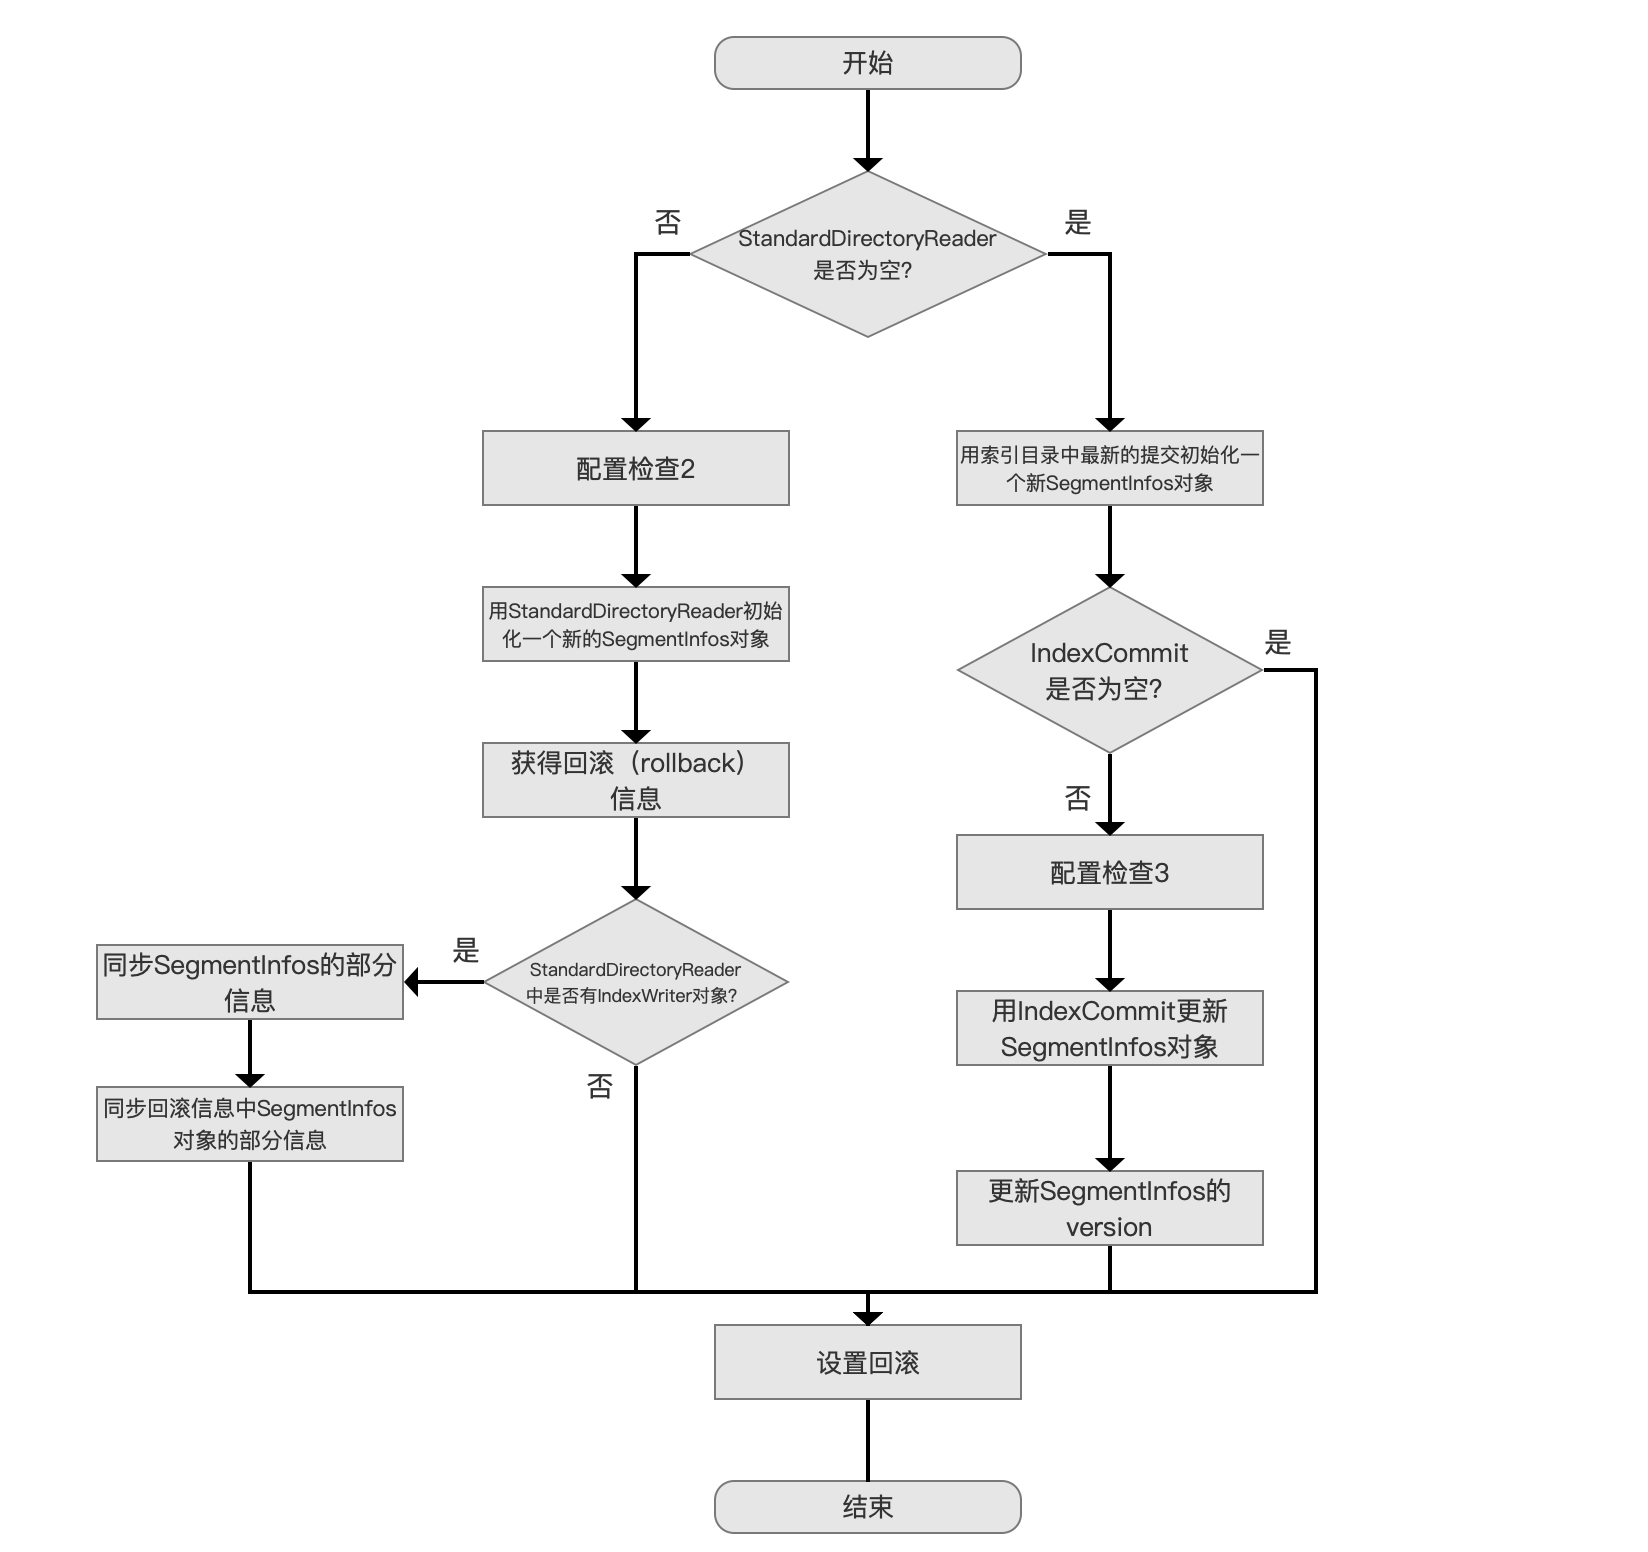 开始
否
是
StandardDirectoryReader
是否为空?
配置检查2
用索引目录中最新的提交初始化一
个新SegmentInfos对象
用StandardDirectoryReader初始
化一个新的SegmentInfos对象
IndexCommit
是否为空?
是
获得回滚（rollback）
信息
否
配置检查3
是
StandardDirectoryReader
中是否有IndexWriter对象?
同步SegmentInfos的部分
信息
用IndexCommit更新
SegmentInfos对象
否
同步回滚信息中SegmentInfos
对象的部分信息
更新SegmentInfos的
version
设置回滚
结束